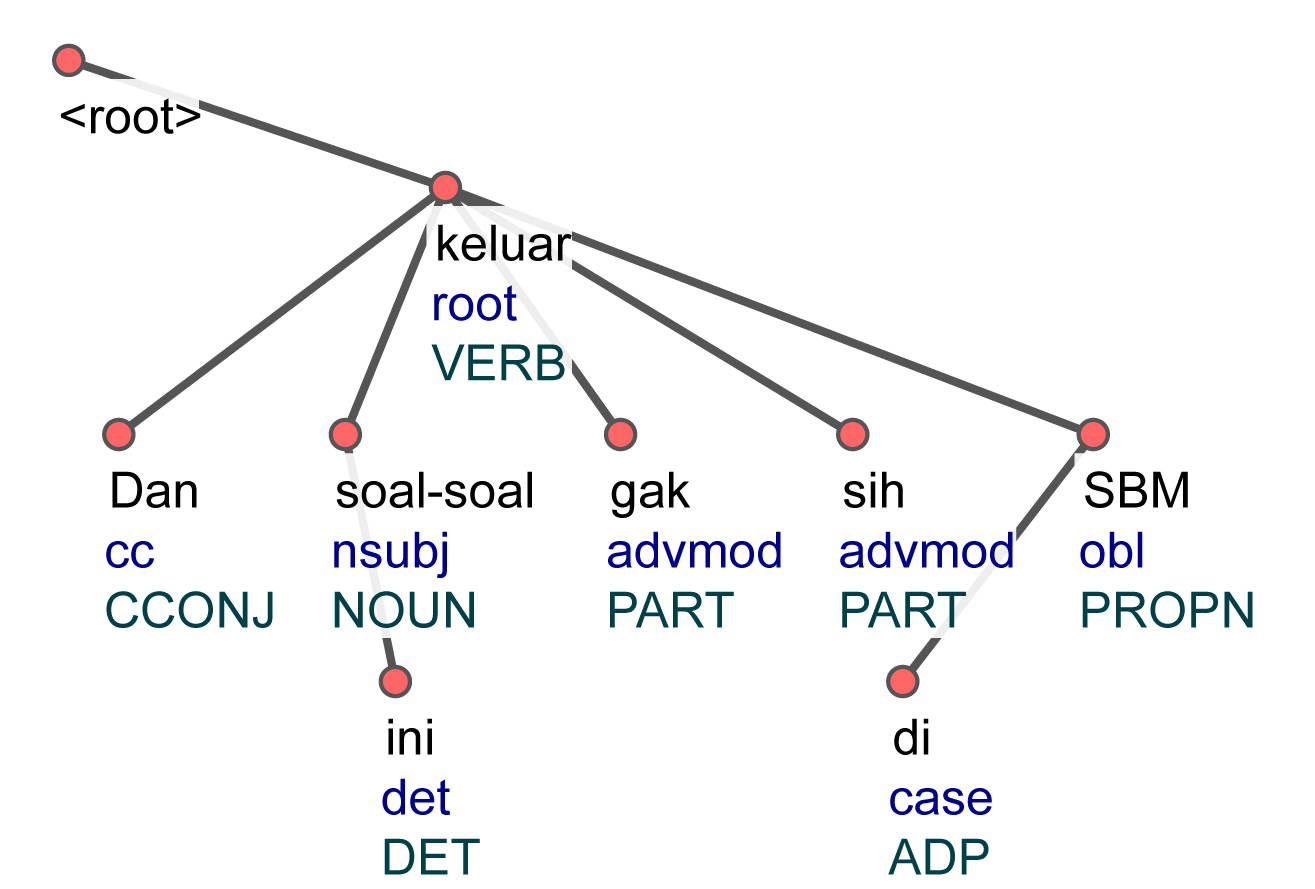 <root>
keluar
root
VERB
Dan soal-soal gak sih SBM
cc nsubj advmod advmod obl
CCONJ NOUN PART PART PROPN
ini di
det case
DET ADP